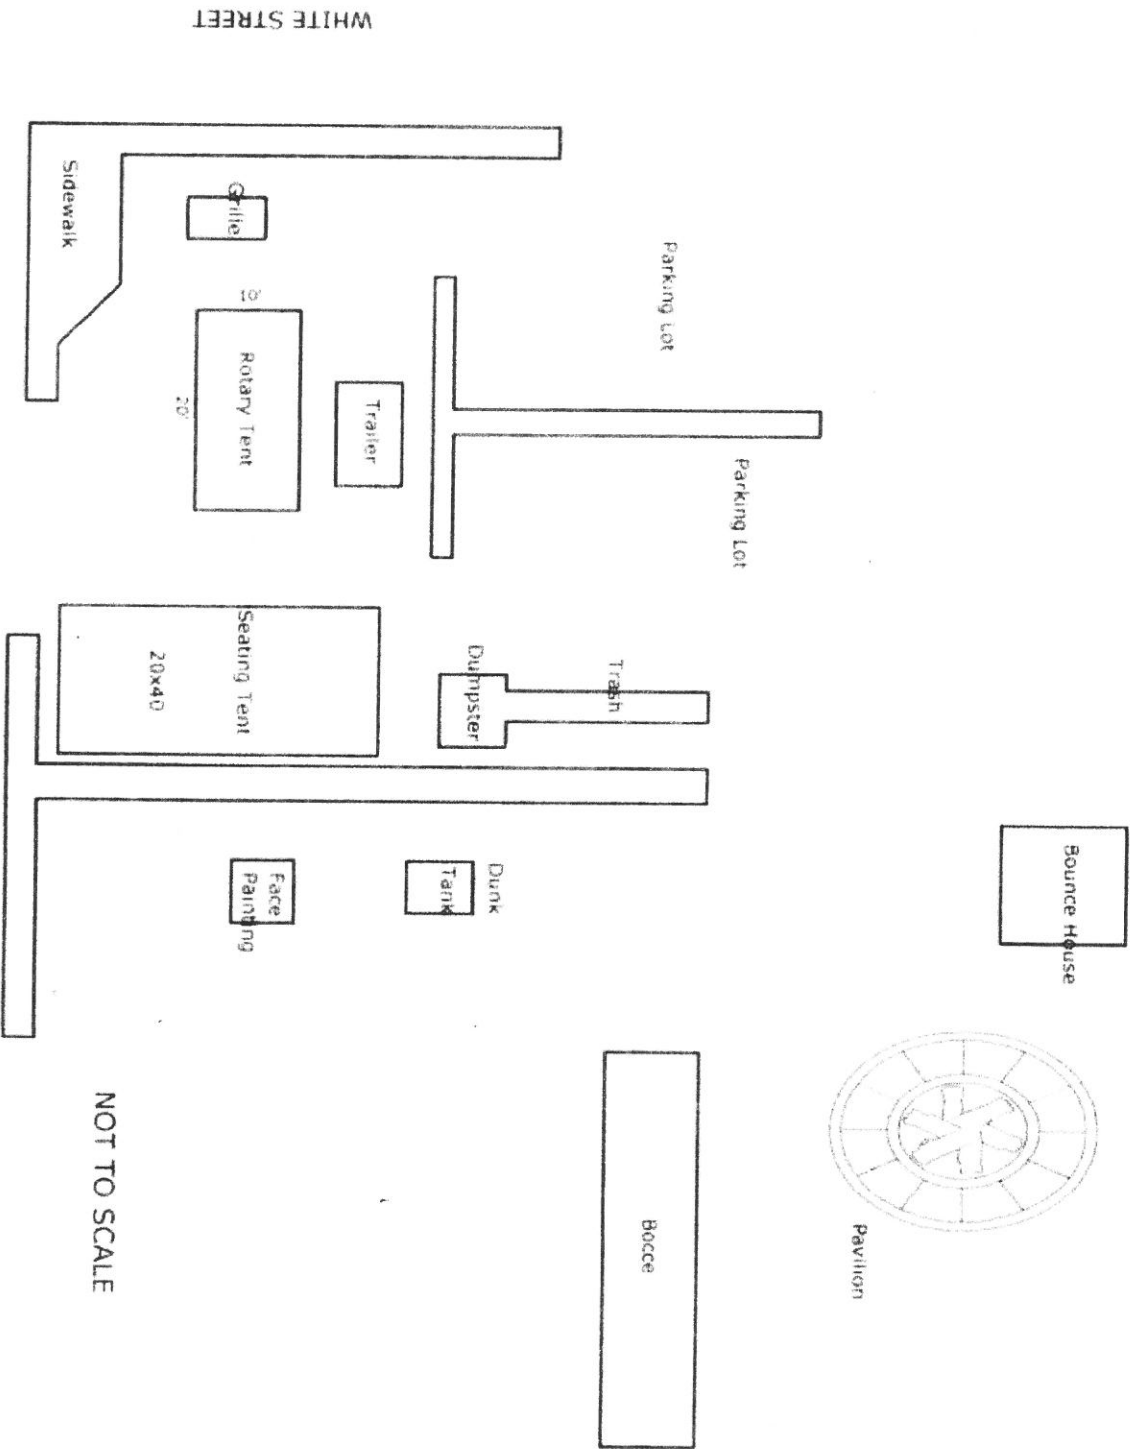 WHITE STREET
Sidewalk
Grille
10'
Rotary Tent
20'
Trailer
Parking Lot
Parking Lot
Seating Tent
20x40
Dumpster
Trash
Dunk
Tank
Face
Painting
Bounce House
Pavilion
Bocce
NOT TO SCALE